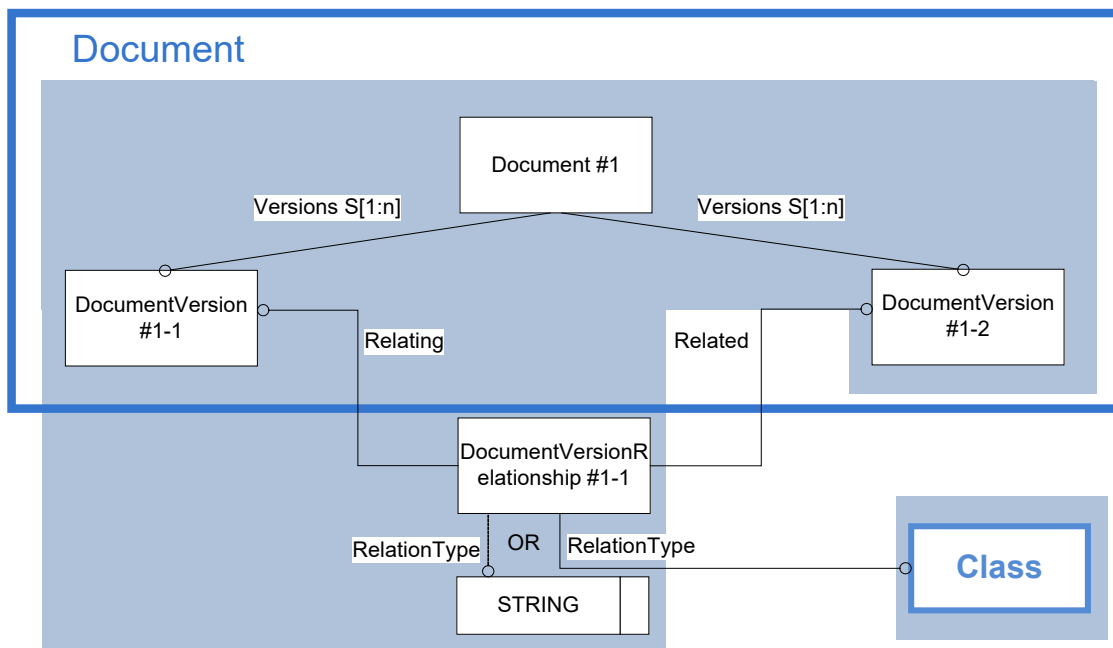 Document
Document #1
Versions S[1:n]
Versions S[1:n]
DocumentVersion
#1-1
DocumentVersion
#1-2
Relating
Related
DocumentVersionR
elationship #1-1
RelationType
OR
RelationType
Class
STRING